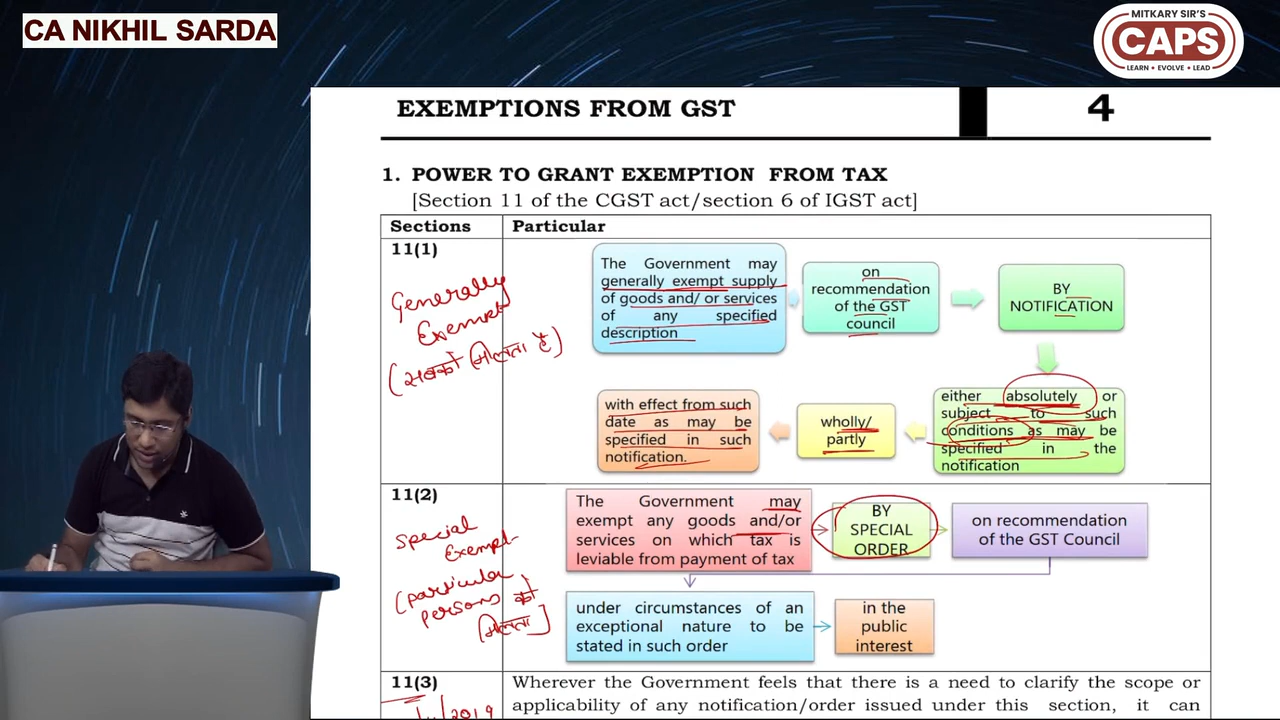 CA NIKHIL SARDA
MITKARY SIR'S
CAPS
LEARN • EVOLVE • LEAD
EXEMPTIONS FROM GST
4
1. POWER TO GRANT EXEMPTION FROM TAX
[Section 11 of the CGST act/section 6 of IGST act]
Sections
Particular
11(1)
Generally
Exempt
(सबको मिलता है)
The Government may
generally exempt supply
of goods and/ or services
of any specified
description
on
recommendation
of the GST
council
BY
NOTIFICATION
either absolutely or
subject to such
conditions as may be
specified in the
notification
wholly/
partly
with effect from such
date as may be
specified in such
notification.
11(2)
Special
Exempt
(particular
persons को
मिलता]
The Government may
exempt any goods and/or
services on which tax is
leviable from payment of tax
BY
SPECIAL
ORDER
on recommendation
of the GST Council
under circumstances of an
exceptional nature to be
stated in such order
in the
public
interest
11(3)
Wherever the Government feels that there is a need to clarify the scope or
applicability of any notification/order issued under this section, it can